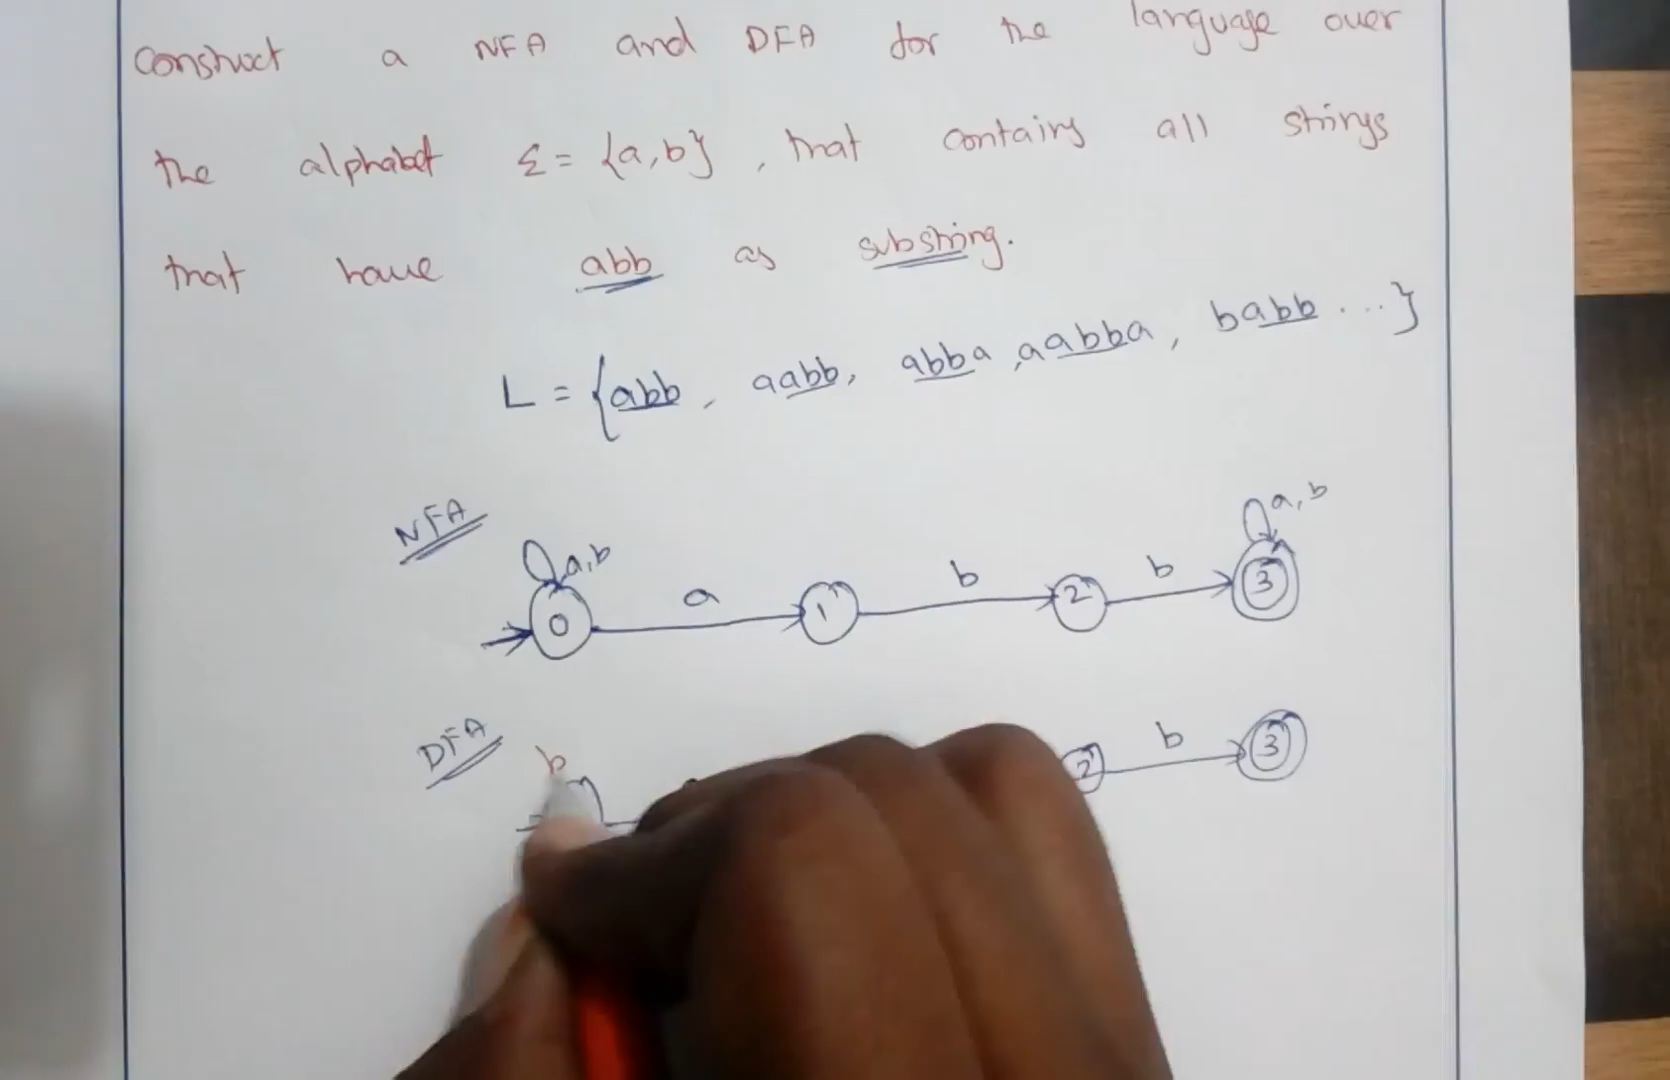 Construct a NFA and DFA for the language over
the alphabet Σ = {a,b} , that contains all strings
that have abb as substring.
L = {abb, aabb, abba, aabba, babb ...}
NFA
a,b a,b
a b b
0 1 2 3
DFA
b b
2 3